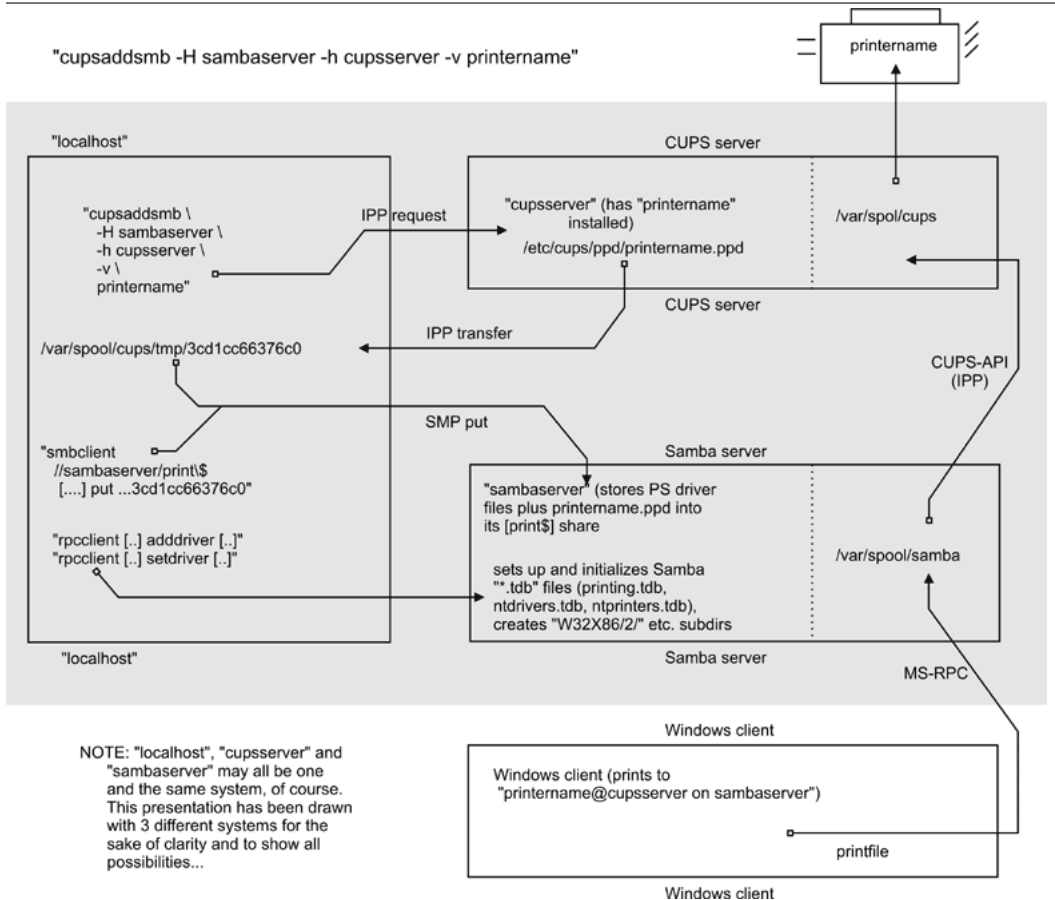 printername
"cupsaddsmb -H sambaserver -h cupsserver -v printername"
"localhost"
"cupsaddsmb \
-H sambaserver \
-h cupsserver \
-v \
printername"
IPP request
CUPS server
"cupsserver" (has "printername"
installed)
/etc/cups/ppd/printername.ppd
/var/spol/cups
CUPS server
IPP transfer
/var/spool/cups/tmp/3cd1cc66376c0
CUPS-API
(IPP)
SMP put
"smbclient
//sambaserver/print\$
[....] put ...3cd1cc66376c0"
"rpcclient [..] adddriver [..]"
"rpcclient [..] setdriver [..]"
"localhost"
Samba server
"sambaserver" (stores PS driver
files plus printername.ppd into
its [print$] share
sets up and initializes Samba
"*.tdb" files (printing.tdb,
ntdrivers.tdb, ntprinters.tdb),
creates "W32X86/2/" etc. subdirs
/var/spool/samba
Samba server
MS-RPC
NOTE: "localhost", "cupsserver" and
"sambaserver" may all be one
and the same system, of course.
This presentation has been drawn
with 3 different systems for the
sake of clarity and to show all
possibilities...
Windows client
Windows client (prints to
"printername@cupsserver on sambaserver")
printfile
Windows client